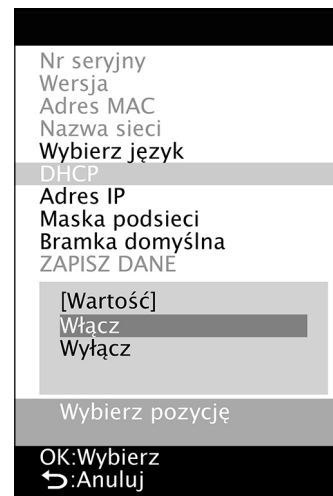 Nr seryjny
Wersja
Adres MAC
Nazwa sieci
Wybierz język
DHCP
Adres IP
Maska podsieci
Bramka domyślna
ZAPISZ DANE
[Wartość]
Włącz
Wyłącz
Wybierz pozycję
OK:Wybierz
⮌:Anuluj